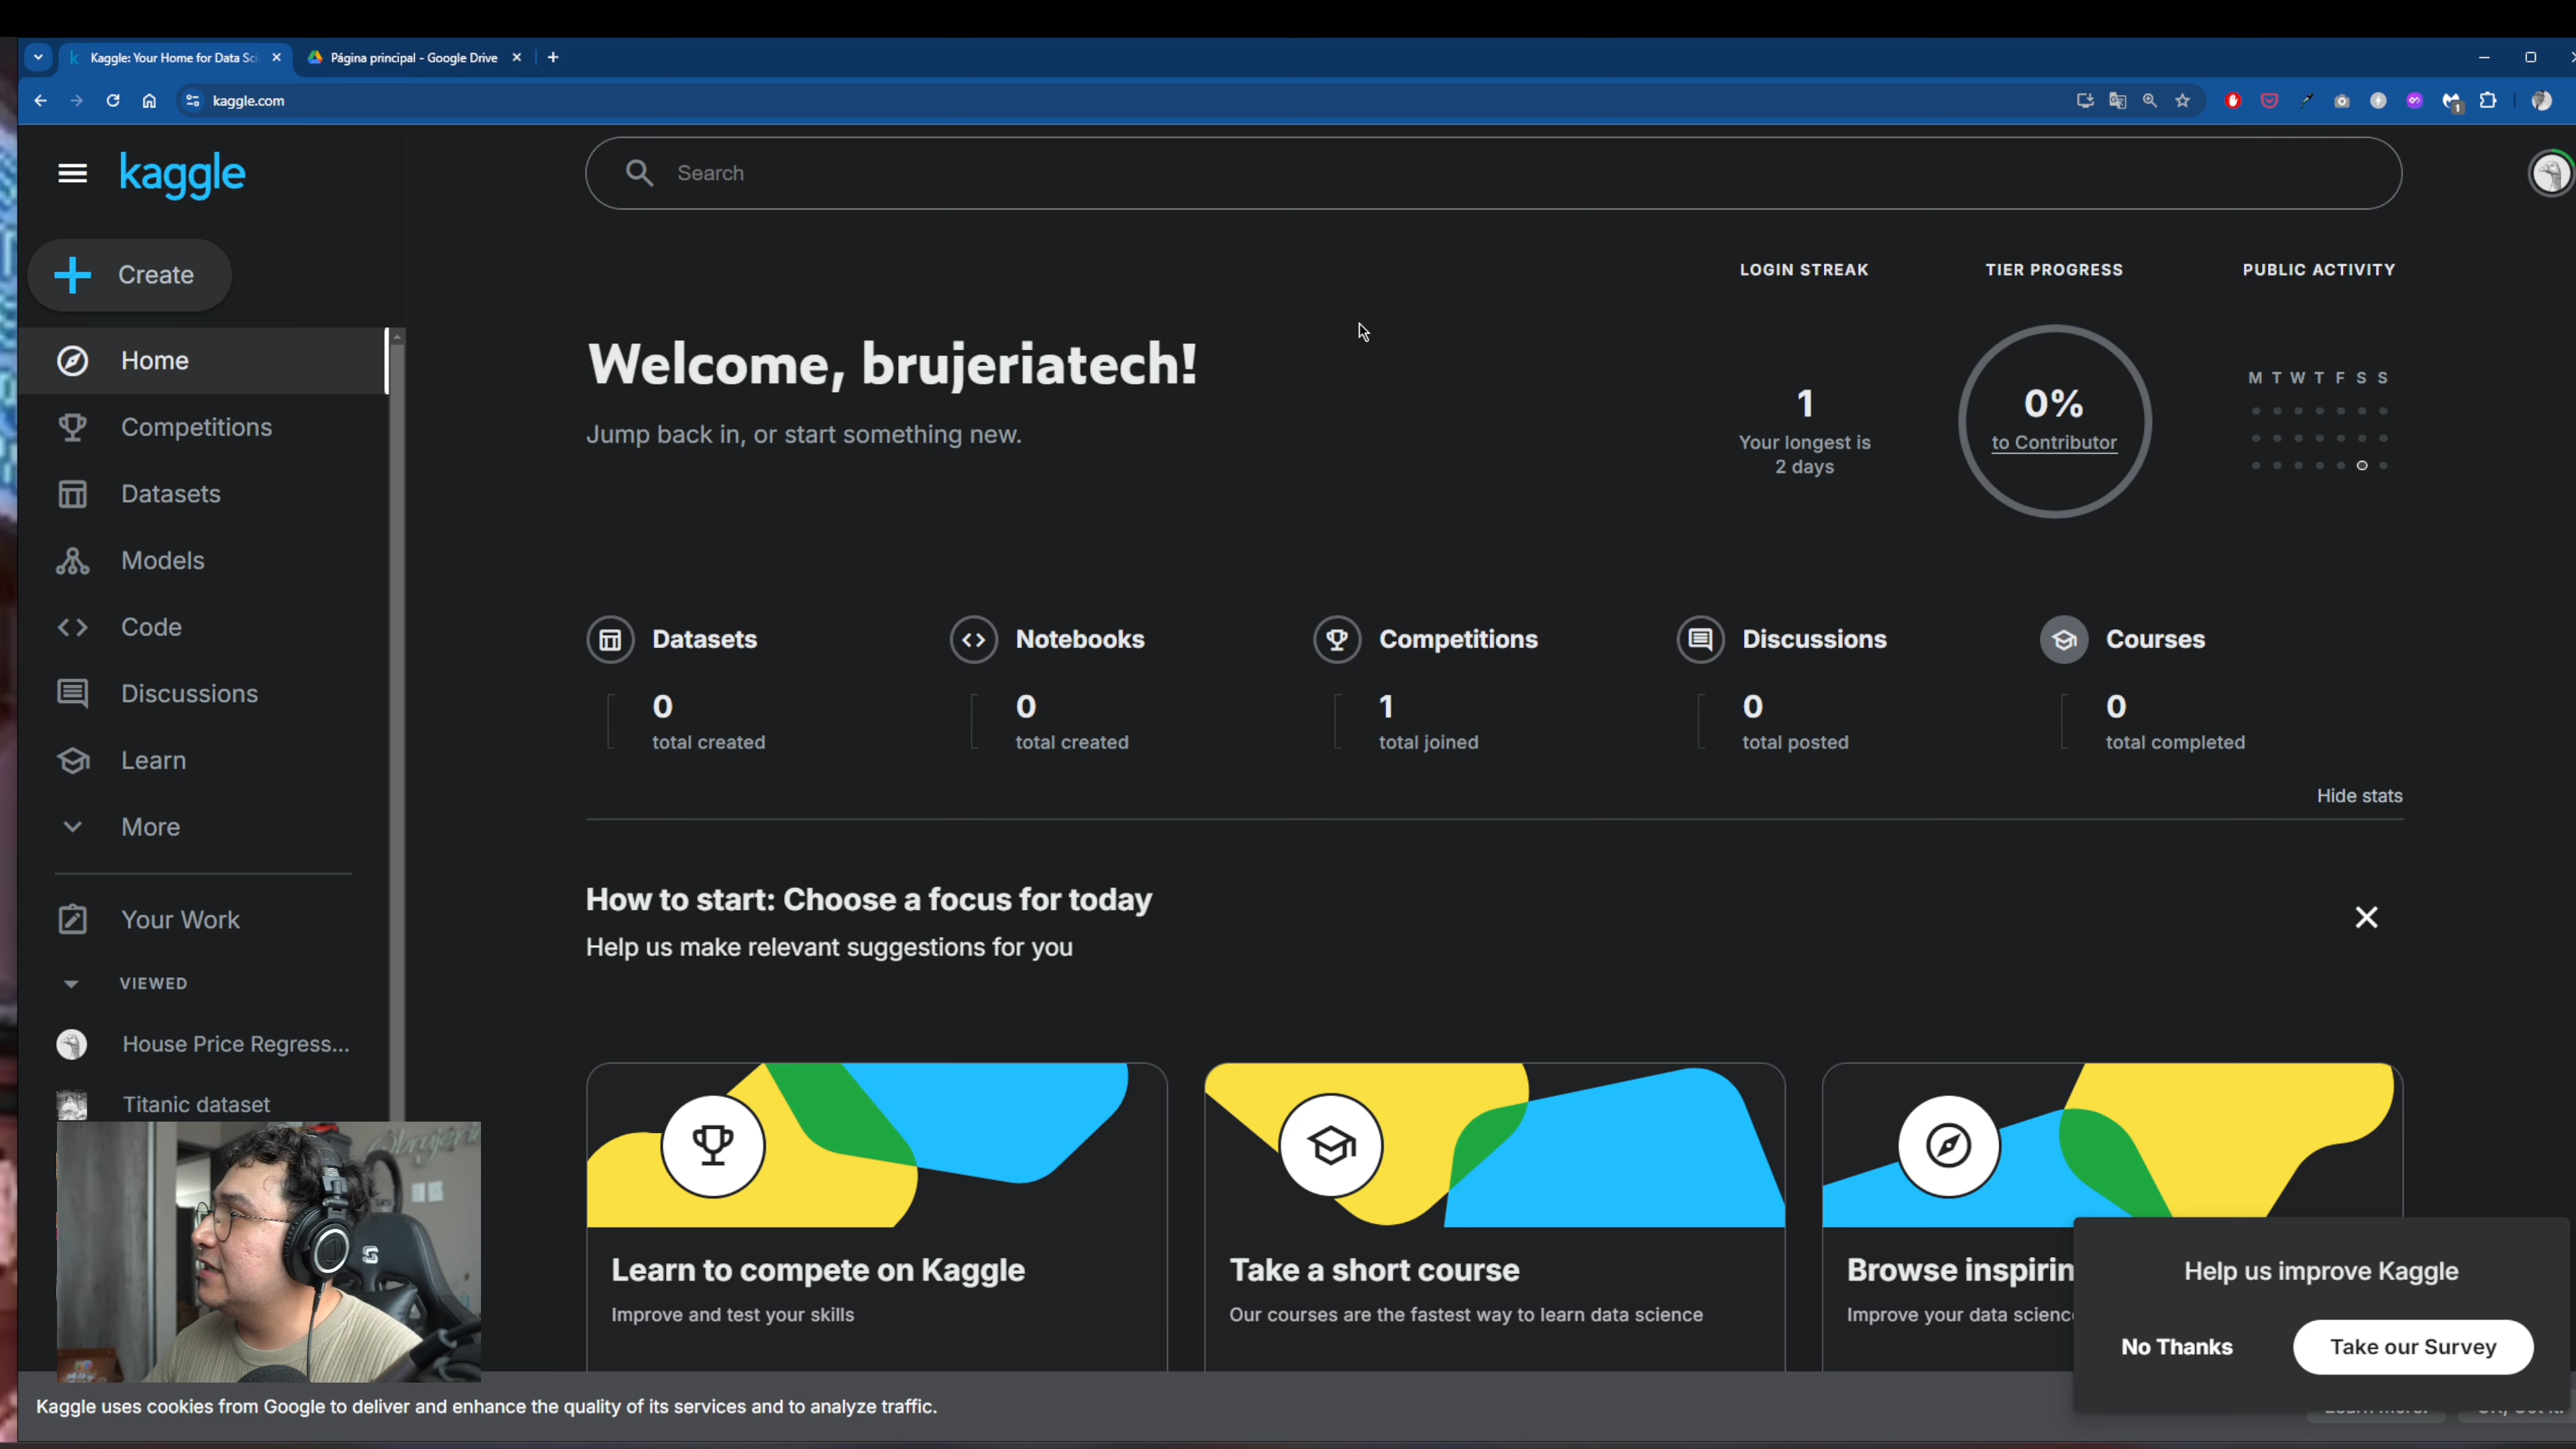 Kaggle: Your Home for Data Sci
Página principal - Google Drive
kaggle.com
1
kaggle
Search
Create
Home
Competitions
Datasets
Models
Code
Discussions
Learn
More
Your Work
VIEWED
House Price Regress...
Titanic dataset
LOGIN STREAK
TIER PROGRESS
PUBLIC ACTIVITY
Welcome, brujeriatech!
Jump back in, or start something new.
1
Your longest is
2 days
0%
to Contributor
M T W T F S S
Datasets
0
total created
Notebooks
0
total created
Competitions
1
total joined
Discussions
0
total posted
Courses
0
total completed
Hide stats
How to start: Choose a focus for today
Help us make relevant suggestions for you
Learn to compete on Kaggle
Improve and test your skills
Take a short course
Our courses are the fastest way to learn data science
Browse inspirin
Improve your data scienc
Help us improve Kaggle
No Thanks
Take our Survey
Kaggle uses cookies from Google to deliver and enhance the quality of its services and to analyze traffic.